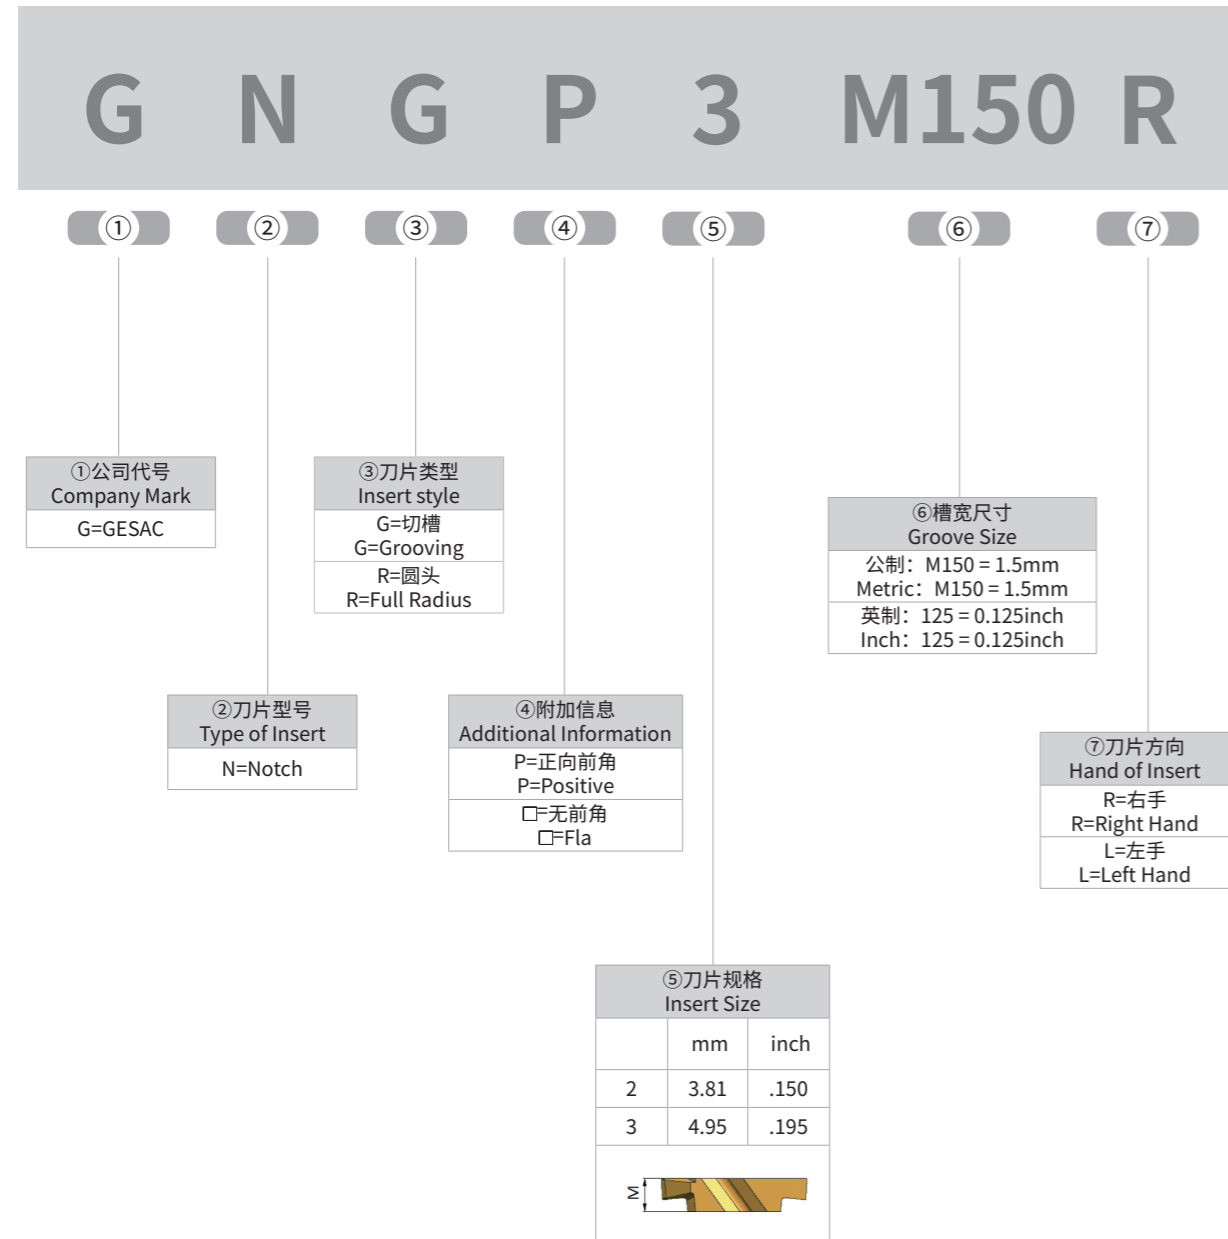 G N G P 3 M150 R
① ② ③ ④ ⑤ ⑥ ⑦
①公司代号
Company Mark
G=GESAC
③刀片类型
Insert style
G=切槽
G=Grooving
R=圆头
R=Full Radius
⑥槽宽尺寸
Groove Size
公制：M150 = 1.5mm
Metric：M150 = 1.5mm
英制：125 = 0.125inch
Inch：125 = 0.125inch
②刀片型号
Type of Insert
N=Notch
④附加信息
Additional Information
P=正向前角
P=Positive
□=无前角
□=Fla
⑦刀片方向
Hand of Insert
R=右手
R=Right Hand
L=左手
L=Left Hand
⑤刀片规格
Insert Size
mm inch
2 3.81 .150
3 4.95 .195
M